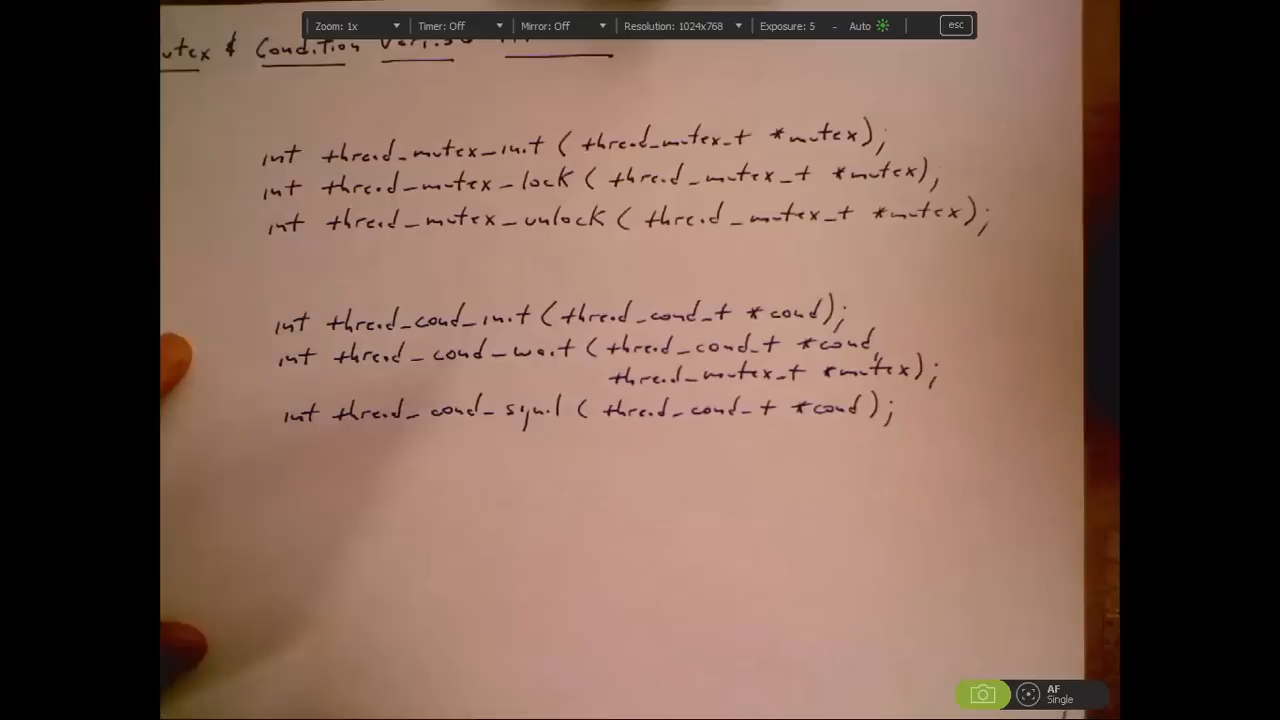 Zoom: 1x Timer: Off Mirror: Off Resolution: 1024x768 Exposure: 5 - Auto esc
& Condition
int thread_mutex_init ( thread_mutex_t *mutex);
int thread_mutex_lock ( thread_mutex_t *mutex);
int thread_mutex_unlock ( thread_mutex_t *mutex);
int thread_cond_init (thread_cond_t *cond);
int thread_cond_wait (thread_cond_t *cond,
thread_mutex_t *mutex);
int thread_cond_signal ( thread_cond_t *cond );
AF
Single